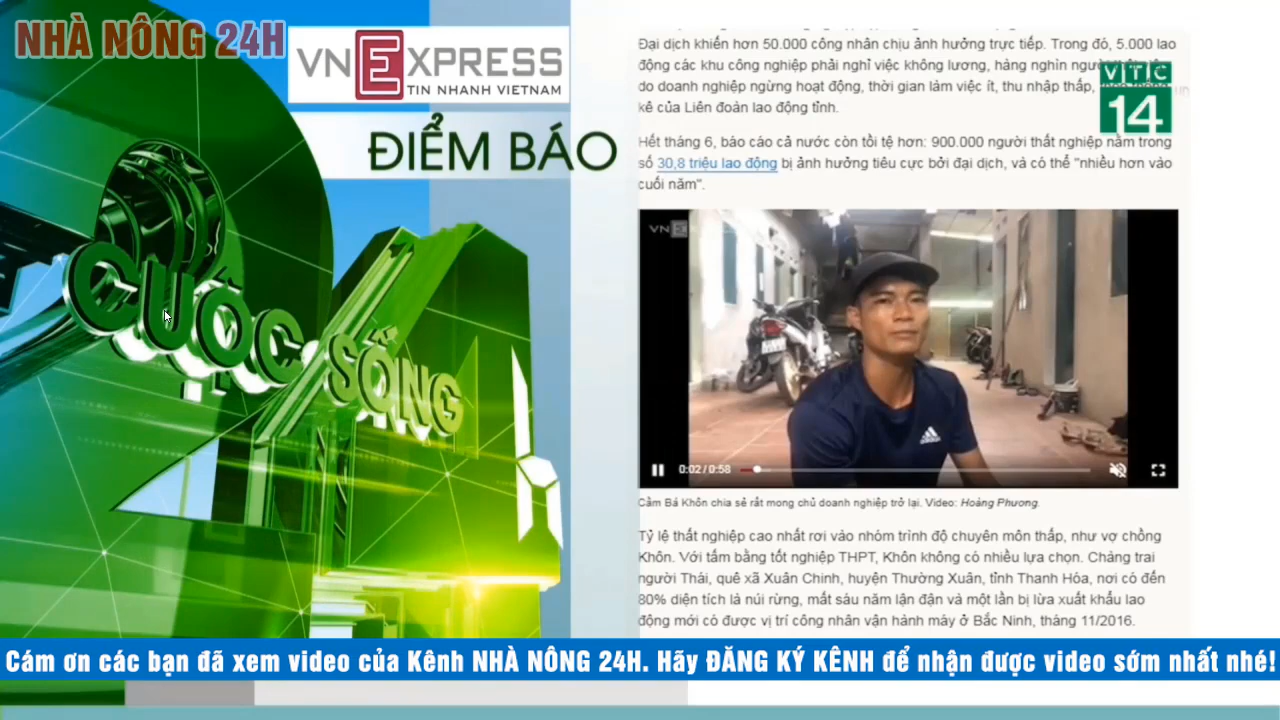 NHÀ NÔNG 24H
VNEXPRESS
TIN NHANH VIETNAM
ĐIỂM BÁO
CUỘC SỐNG
24h
VTC
14
Đại dịch khiến hơn 50.000 công nhân chịu ảnh hưởng trực tiếp. Trong đó, 5.000 lao
động các khu công nghiệp phải nghỉ việc không lương, hàng nghìn người
do doanh nghiệp ngừng hoạt động, thời gian làm việc ít, thu nhập thấp,
kê của Liên đoàn lao động tỉnh.
Hết tháng 6, báo cáo cả nước còn tồi tệ hơn: 900.000 người thất nghiệp nằm trong
số 30,8 triệu lao động bị ảnh hưởng tiêu cực bởi đại dịch, và có thể "nhiều hơn vào
cuối năm".
VNE
0:02/0:58
Cầm Bá Khôn chia sẻ rất mong chủ doanh nghiệp trở lại. Video: Hoàng Phương.
Tỷ lệ thất nghiệp cao nhất rơi vào nhóm trình độ chuyên môn thấp, như vợ chồng
Khôn. Với tấm bằng tốt nghiệp THPT, Khôn không có nhiều lựa chọn. Chàng trai
người Thái, quê xã Xuân Chinh, huyện Thường Xuân, tỉnh Thanh Hóa, nơi có đến
80% diện tích là núi rừng, mất sáu năm lận đận và một lần bị lừa xuất khẩu lao
động mới có được vị trí công nhân vận hành máy ở Bắc Ninh, tháng 11/2016.
adidas
Cám ơn các bạn đã xem video của Kênh NHÀ NÔNG 24H. Hãy ĐĂNG KÝ KÊNH để nhận được video sớm nhất nhé!